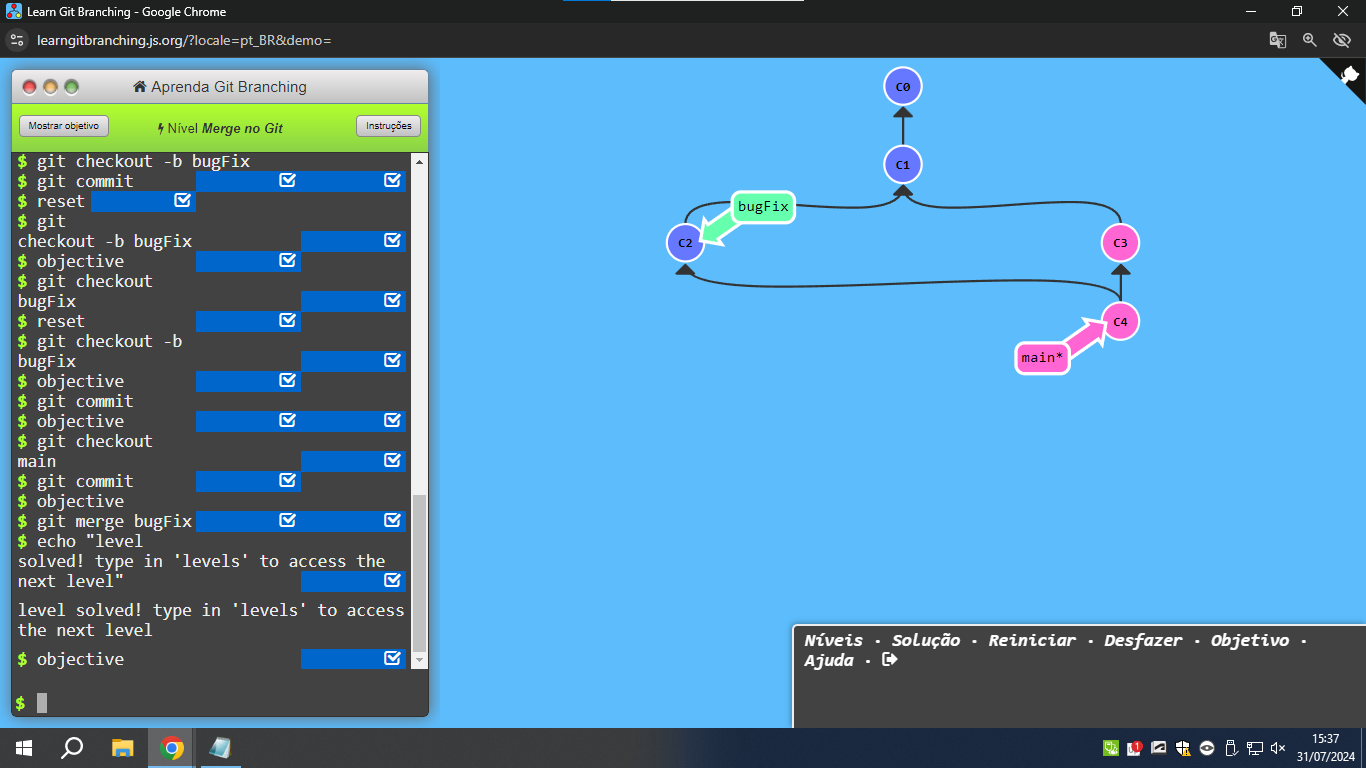 Learn Git Branching - Google Chrome
learngitbranching.js.org/?locale=pt_BR&demo=
Aprenda Git Branching
Mostrar objetivo
Nível Merge no Git
Instruções
$ git checkout -b bugFix
$ git commit
$ reset
$ git
checkout -b bugFix
$ objective
$ git checkout
bugFix
$ reset
$ git checkout -b
bugFix
$ objective
$ git commit
$ objective
$ git checkout
main
$ git commit
$ objective
$ git merge bugFix
$ echo "level
solved! type in 'levels' to access the
next level"
level solved! type in 'levels' to access
the next level
$ objective
$
C0
C1
bugFix
C2
C3
C4
main*
Níveis · Solução · Reiniciar · Desfazer · Objetivo ·
Ajuda ·
1
15:37
31/07/2024